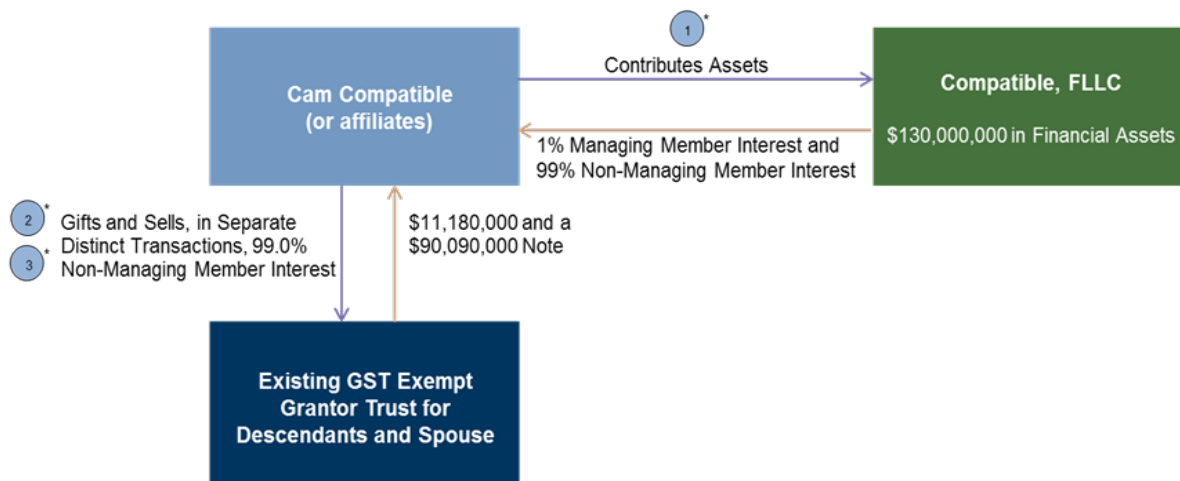 1
*
Contributes Assets
Cam Compatible
(or affiliates)
Compatible, FLLC
$130,000,000 in Financial Assets
1% Managing Member Interest and
99% Non-Managing Member Interest
2
*
Gifts and Sells, in Separate
Distinct Transactions, 99.0%
3
*
Non-Managing Member Interest
$11,180,000 and a
$90,090,000 Note
Existing GST Exempt
Grantor Trust for
Descendants and Spouse